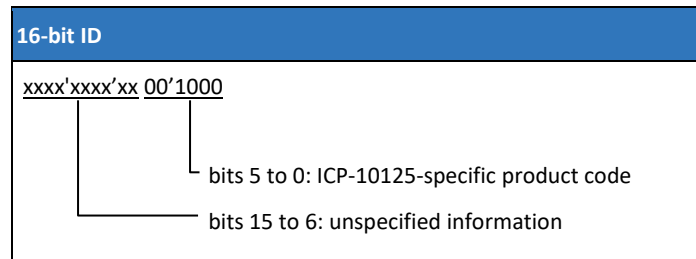 16-bit ID
xxxx'xxxx’xx 00’1000
bits 5 to 0: ICP-10125-specific product code
bits 15 to 6: unspecified information